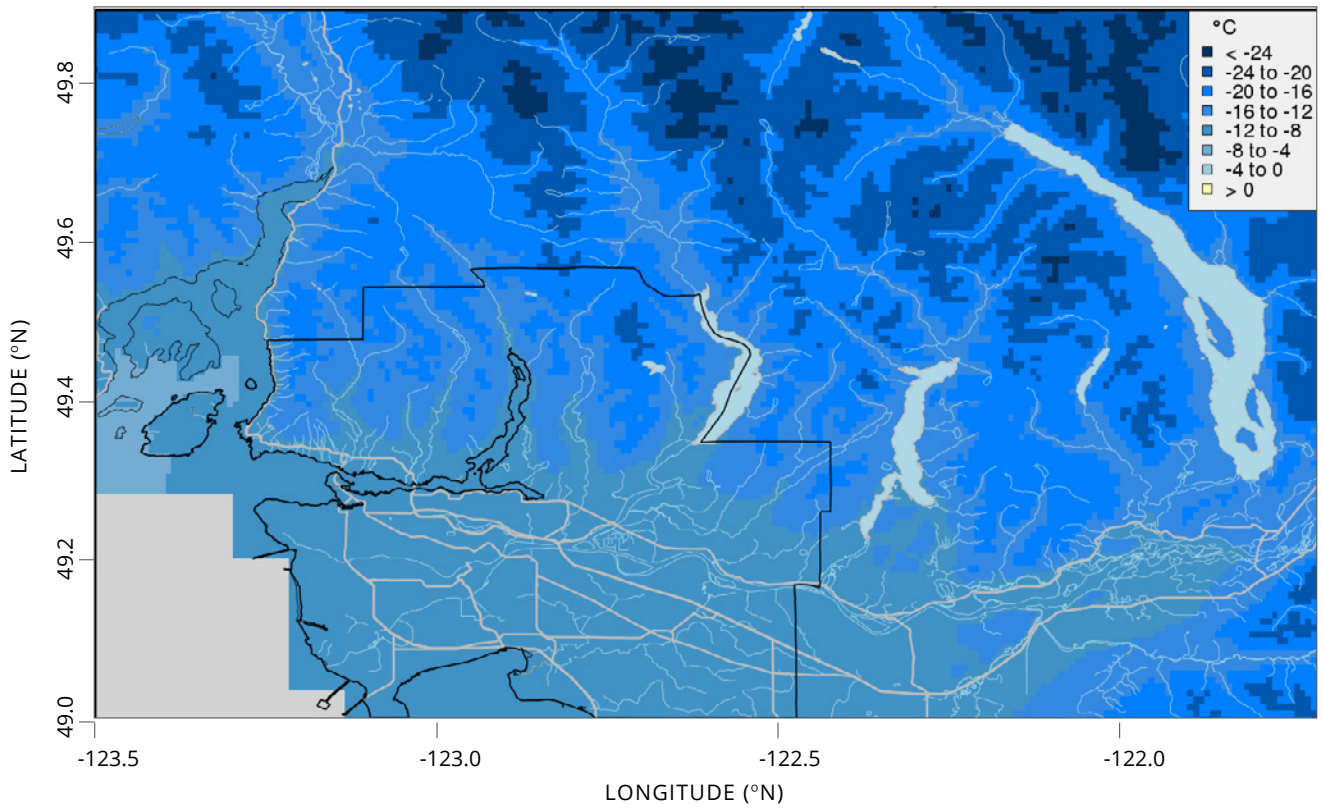 °C
< -24
-24 to -20
-20 to -16
-16 to -12
-12 to -8
-8 to -4
-4 to 0
> 0
LATITUDE (°N)
49.8
49.6
49.4
49.2
49.0
-123.5
-123.0
-122.5
-122.0
LONGITUDE (°N)